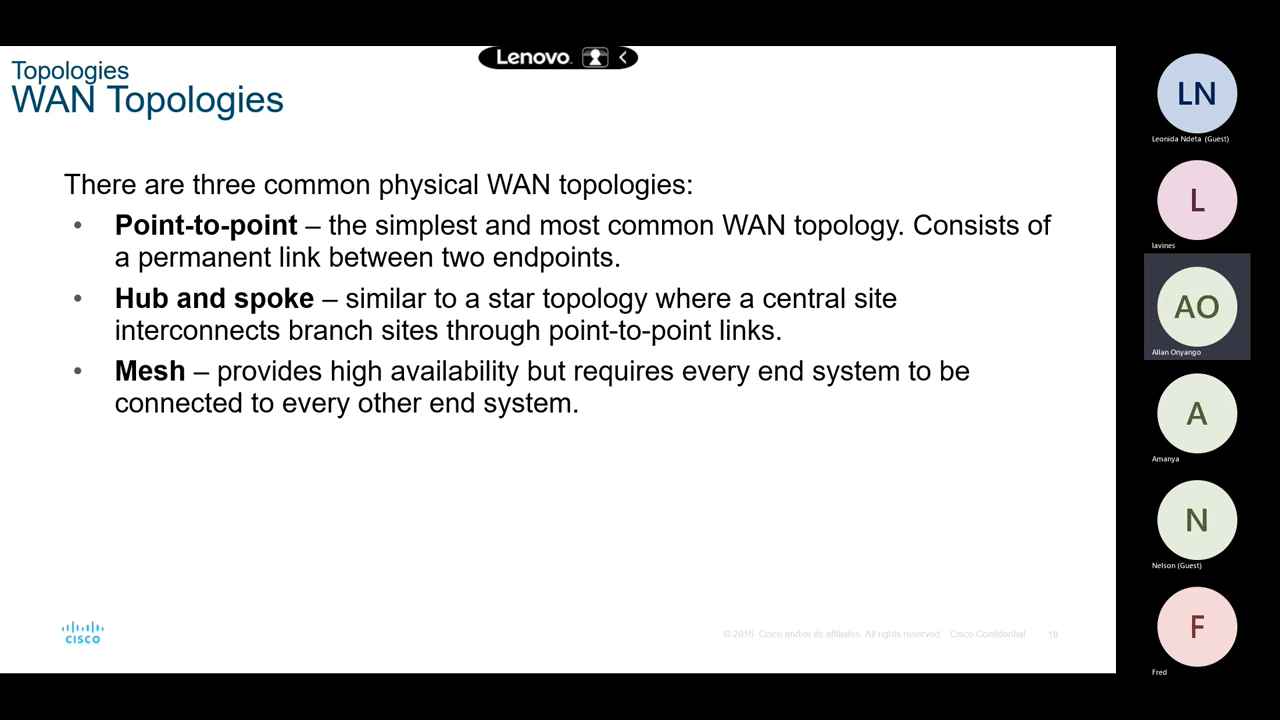 Lenovo
Topologies
WAN Topologies
There are three common physical WAN topologies:
• Point-to-point – the simplest and most common WAN topology. Consists of
a permanent link between two endpoints.
• Hub and spoke – similar to a star topology where a central site
interconnects branch sites through point-to-point links.
• Mesh – provides high availability but requires every end system to be
connected to every other end system.
CISCO
© 2016 Cisco and/or its affiliates. All rights reserved. Cisco Confidential 18
LN
Leonida Ndeta (Guest)
L
lavines
AO
Allan Onyango
A
Amanya
N
Nelson (Guest)
F
Fred